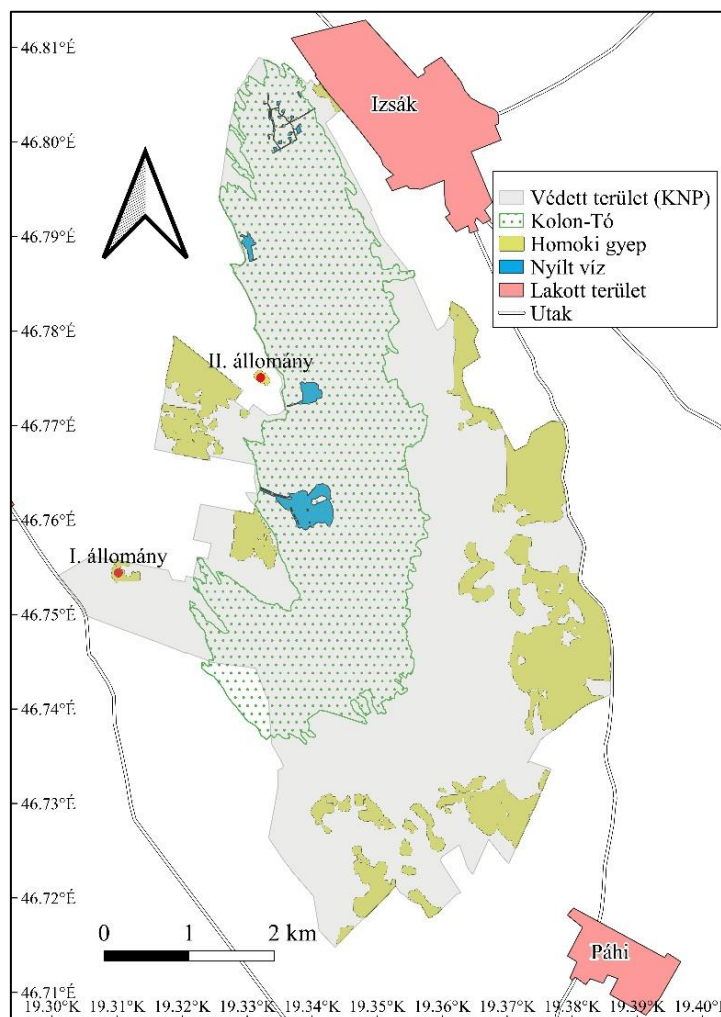 46.81°É
46.80°É
46.79°É
46.78°É
46.77°É
46.76°É
46.75°É
46.74°É
46.73°É
46.72°É
46.71°É
Izsák
Védett terület (KNP)
Kolon-Tó
Homoki gyep
Nyílt víz
Lakott terület
Utak
II. állomány
I. állomány
0 1 2 km
Páhi
19.30°K 19.31°K 19.32°K 19.33°K 19.34°K 19.35°K 19.36°K 19.37°K 19.38°K 19.39°K 19.40°K